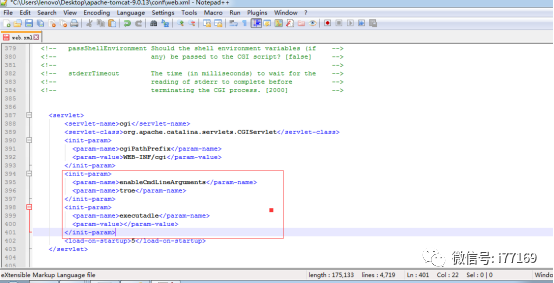 *C:\Users\lenovo\Desktop\apache-tomcat-9.0.13\conf\web.xml - Notepad++
File Edit Search View Encoding Language Settings Tools Macro Run Plugins Window ?
web.xml
379 <!-- passShellEnvironment Should the shell environment variables (if -->
380 <!-- any) be passed to the CGI script? [false] -->
381 <!-- -->
382 <!-- stderrTimeout The time (in milliseconds) to wait for the -->
383 <!-- reading of stderr to complete before -->
384 <!-- terminating the CGI process. [2000] -->
385
386
387 <servlet>
388 <servlet-name>cgi</servlet-name>
389 <servlet-class>org.apache.catalina.servlets.CGIServlet</servlet-class>
390 <init-param>
391 <param-name>cgiPathPrefix</param-name>
392 <param-value>WEB-INF/cgi</param-value>
393 </init-param>
394 <init-param>
395 <param-name>enableCmdLineArguments</param-name>
396 <param-value>true</param-value>
397 </init-param>
398 <init-param>
399 <param-name>executadle</param-name>
400 <param-value></param-value>
401 </init-param>
402 <load-on-startup>5</load-on-startup>
403 </servlet>
微信号: i77169
eXtensible Markup Language file length : 175,133 lines : 4,719 Ln : 401 Col : 22 Sel : 0 | 0